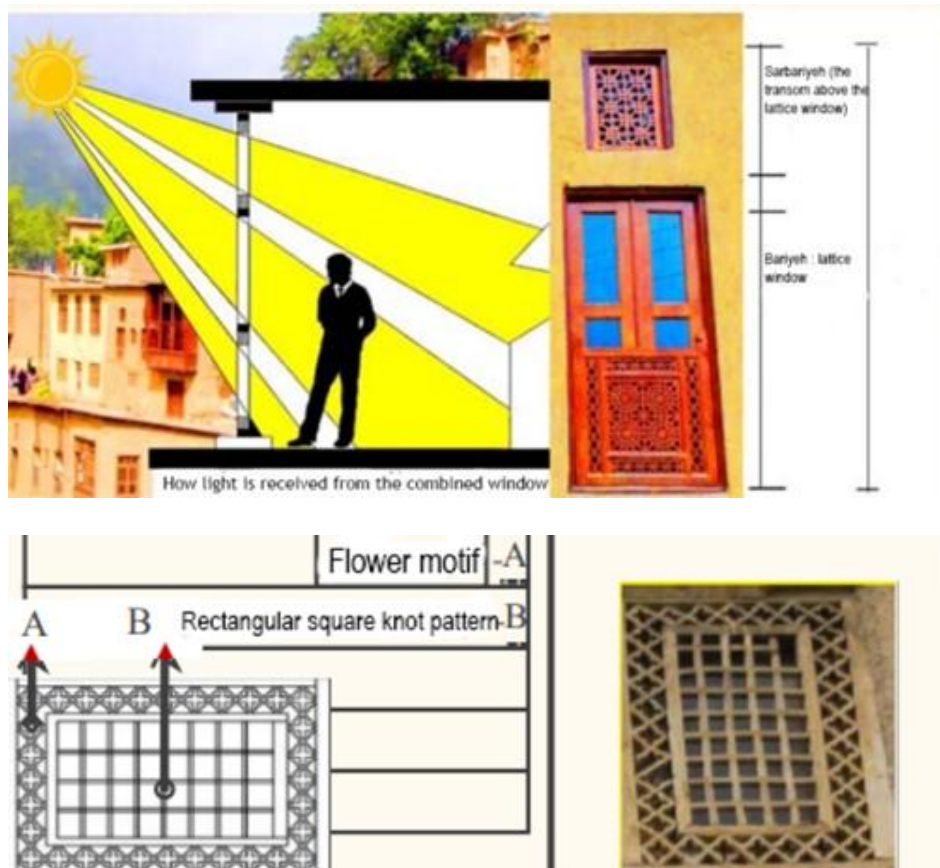 Sarbariyeh (the
transom above the
lattice window)
Bariyeh : lattice
window
How light is received from the combined window
Flower motif -A
A B Rectangular square knot pattern-B